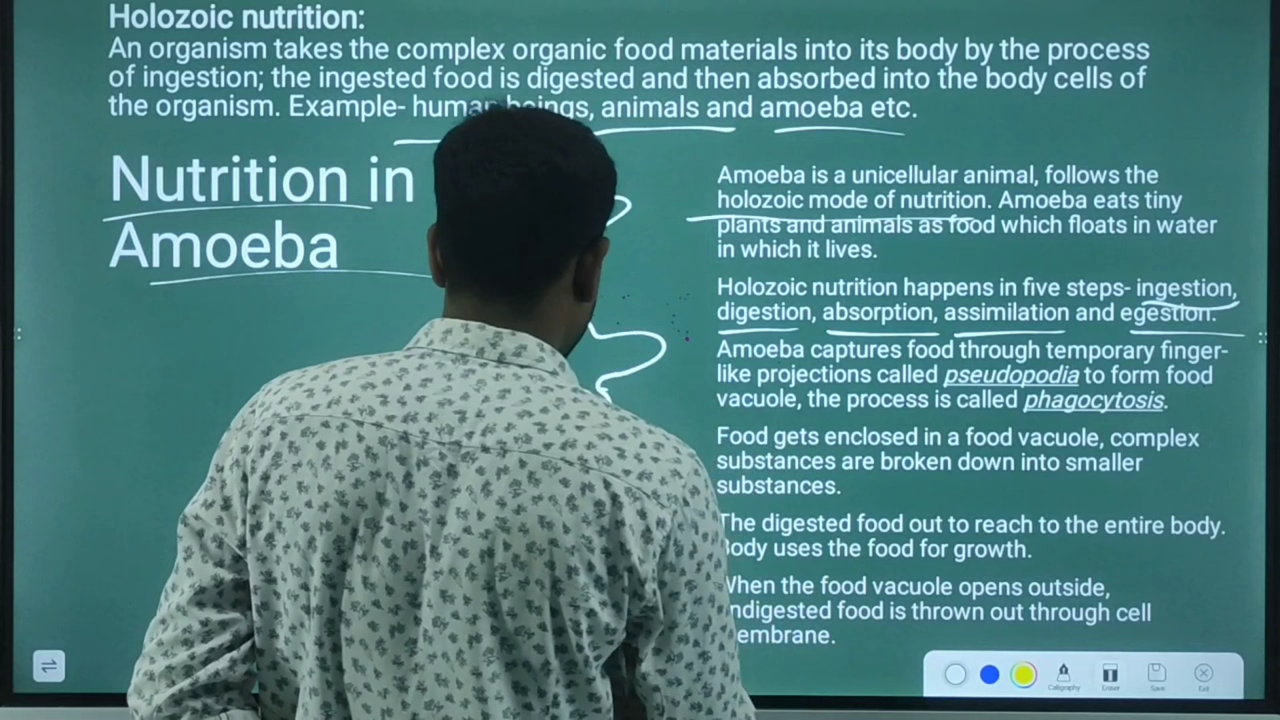 Holozoic nutrition:
An organism takes the complex organic food materials into its body by the process
of ingestion; the ingested food is digested and then absorbed into the body cells of
the organism. Example- human beings, animals and amoeba etc.
Nutrition in
Amoeba
Amoeba is a unicellular animal, follows the
holozoic mode of nutrition. Amoeba eats tiny
plants and animals as food which floats in water
in which it lives.
Holozoic nutrition happens in five steps- ingestion,
digestion, absorption, assimilation and egestion.
Amoeba captures food through temporary finger-
like projections called pseudopodia to form food
vacuole, the process is called phagocytosis.
Food gets enclosed in a food vacuole, complex
substances are broken down into smaller
substances.
The digested food out to reach to the entire body.
Body uses the food for growth.
When the food vacuole opens outside,
undigested food is thrown out through cell
membrane.
Calligraphy
Eraser
Save
Exit